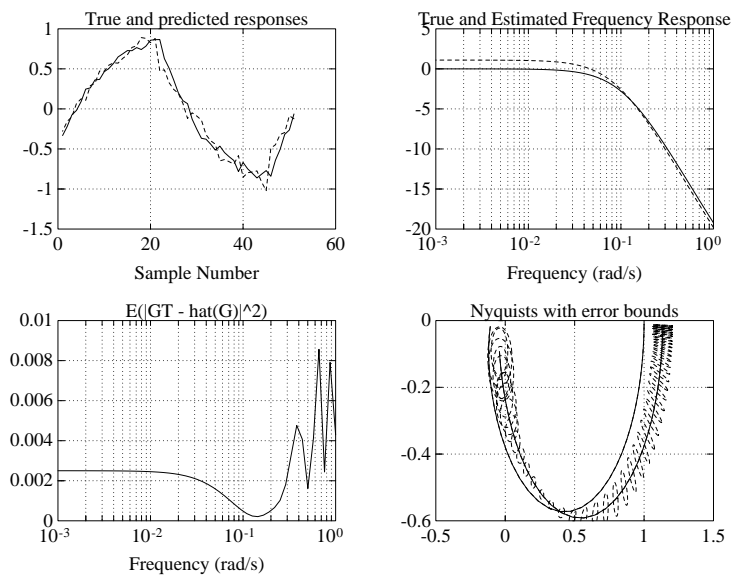 True and predicted responses
1
0.5
0
-0.5
-1
-1.5
0 20 40 60
Sample Number
True and Estimated Frequency Response
5
0
-5
-10
-15
-20
10^-3 10^-2 10^-1 10^0
Frequency (rad/s)
E(|GT - hat(G)|^2)
0.01
0.008
0.006
0.004
0.002
0
10^-3 10^-2 10^-1 10^0
Frequency (rad/s)
Nyquists with error bounds
0
-0.2
-0.4
-0.6
-0.5 0 0.5 1 1.5